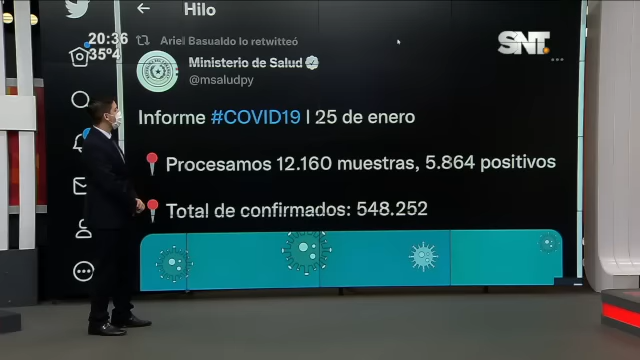 Hilo
20:36
35°4
Ariel Basualdo lo retwitteó
SNT.
Ministerio de Salud
@msaludpy
Informe #COVID19 | 25 de enero
Procesamos 12.160 muestras, 5.864 positivos
Total de confirmados: 548.252